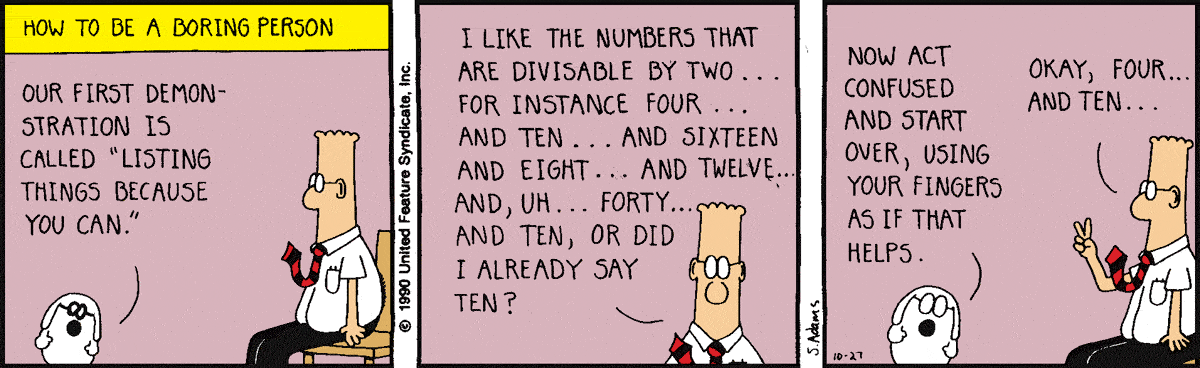 HOW TO BE A BORING PERSON
OUR FIRST DEMON-
STRATION IS
CALLED "LISTING
THINGS BECAUSE
YOU CAN."
© 1990 United Feature Syndicate, Inc.
I LIKE THE NUMBERS THAT
ARE DIVISABLE BY TWO...
FOR INSTANCE FOUR...
AND TEN... AND SIXTEEN
AND EIGHT... AND TWELVE...
AND, UH... FORTY...
AND TEN, OR DID
I ALREADY SAY
TEN?
S.Adams
NOW ACT
CONFUSED
AND START
OVER, USING
YOUR FINGERS
AS IF THAT
HELPS.
OKAY, FOUR...
AND TEN...
10-27